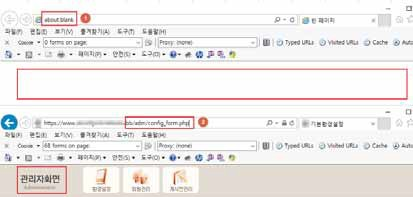 about:blank 1 빈 페이지
파일(F) 편집(E) 보기(V) 즐겨찾기(A) 도구(T) 도움말(H)
Cookie 0 forms on page: Proxy: (none) Typed URLs Visited URLs Cache Auto
페이지(P) 안전(S) 도구(O)
https://www. /adm/config_form.php 2 기본환경설정
파일(F) 편집(E) 보기(V) 즐겨찾기(A) 도구(T) 도움말(H)
Cookie 68 forms on page: Proxy: (none) Typed URLs Visited URLs Cache
페이지(P) 안전(S) 도구(O)
관리자화면
Administrator
환경설정 회원관리 게시판관리